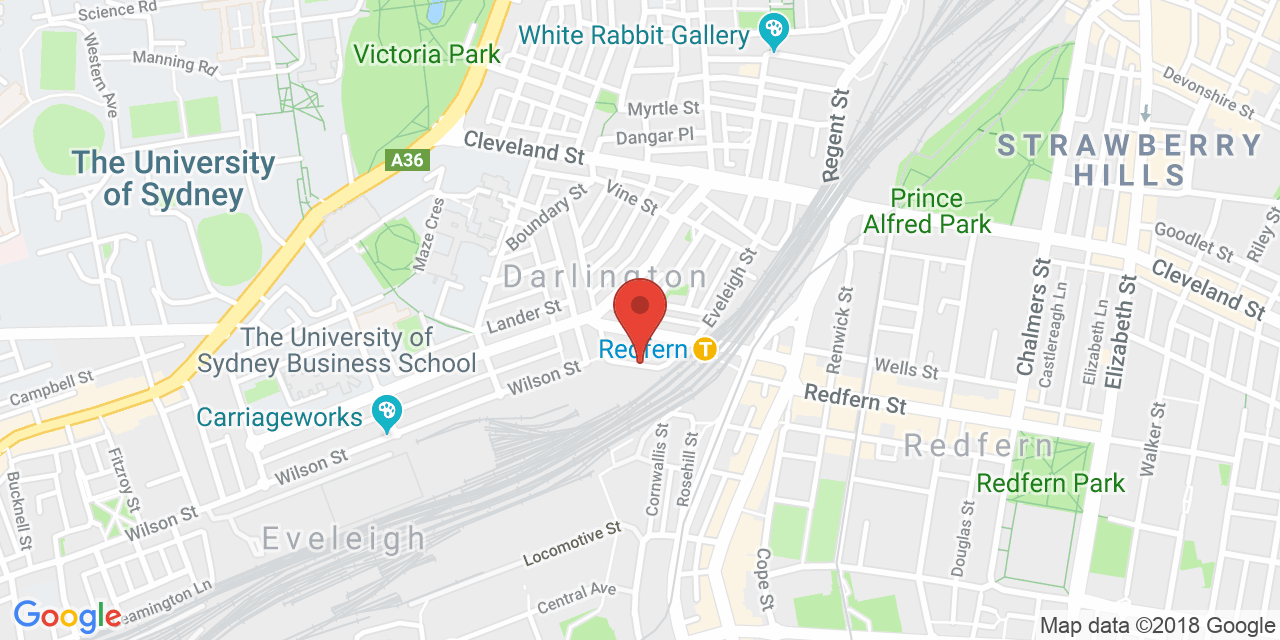 Science Rd
White Rabbit Gallery
Victoria Park
Manning Rd
Western Ave
Devonshire St
Regent St
Myrtle St
Dangar Pl
Cleveland St
A36
STRAWBERRY
HILLS
The University
of Sydney
Boundary St
Vine St
Prince
Alfred Park
Maze Cres
Riley St
Goodlet St
Darlington
Eveleigh St
Cleveland St
Chalmers St
Castlereagh Ln
Elizabeth Ln
Elizabeth St
Renwick St
Lander St
The University of
Sydney Business School
Redfern
T
Wells St
Campbell St
Wilson St
Redfern St
Carriageworks
Walker St
Redfern
Cornwallis St
Rosehill St
Wilson St
Redfern Park
Fitzroy St
Bucknell St
Wilson St
Eveleigh
Locomotive St
Douglas St
Cope St
Central Ave
eamington Ln
Google
Map data ©2018 Google